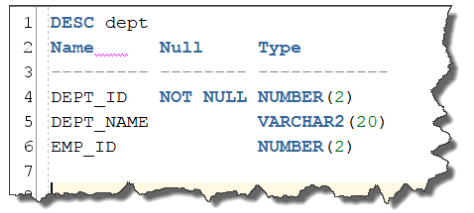 1 DESC dept
2 Name Null Type
3 --------- -------- ------------
4 DEPT_ID NOT NULL NUMBER(2)
5 DEPT_NAME VARCHAR2(20)
6 EMP_ID NUMBER(2)
7